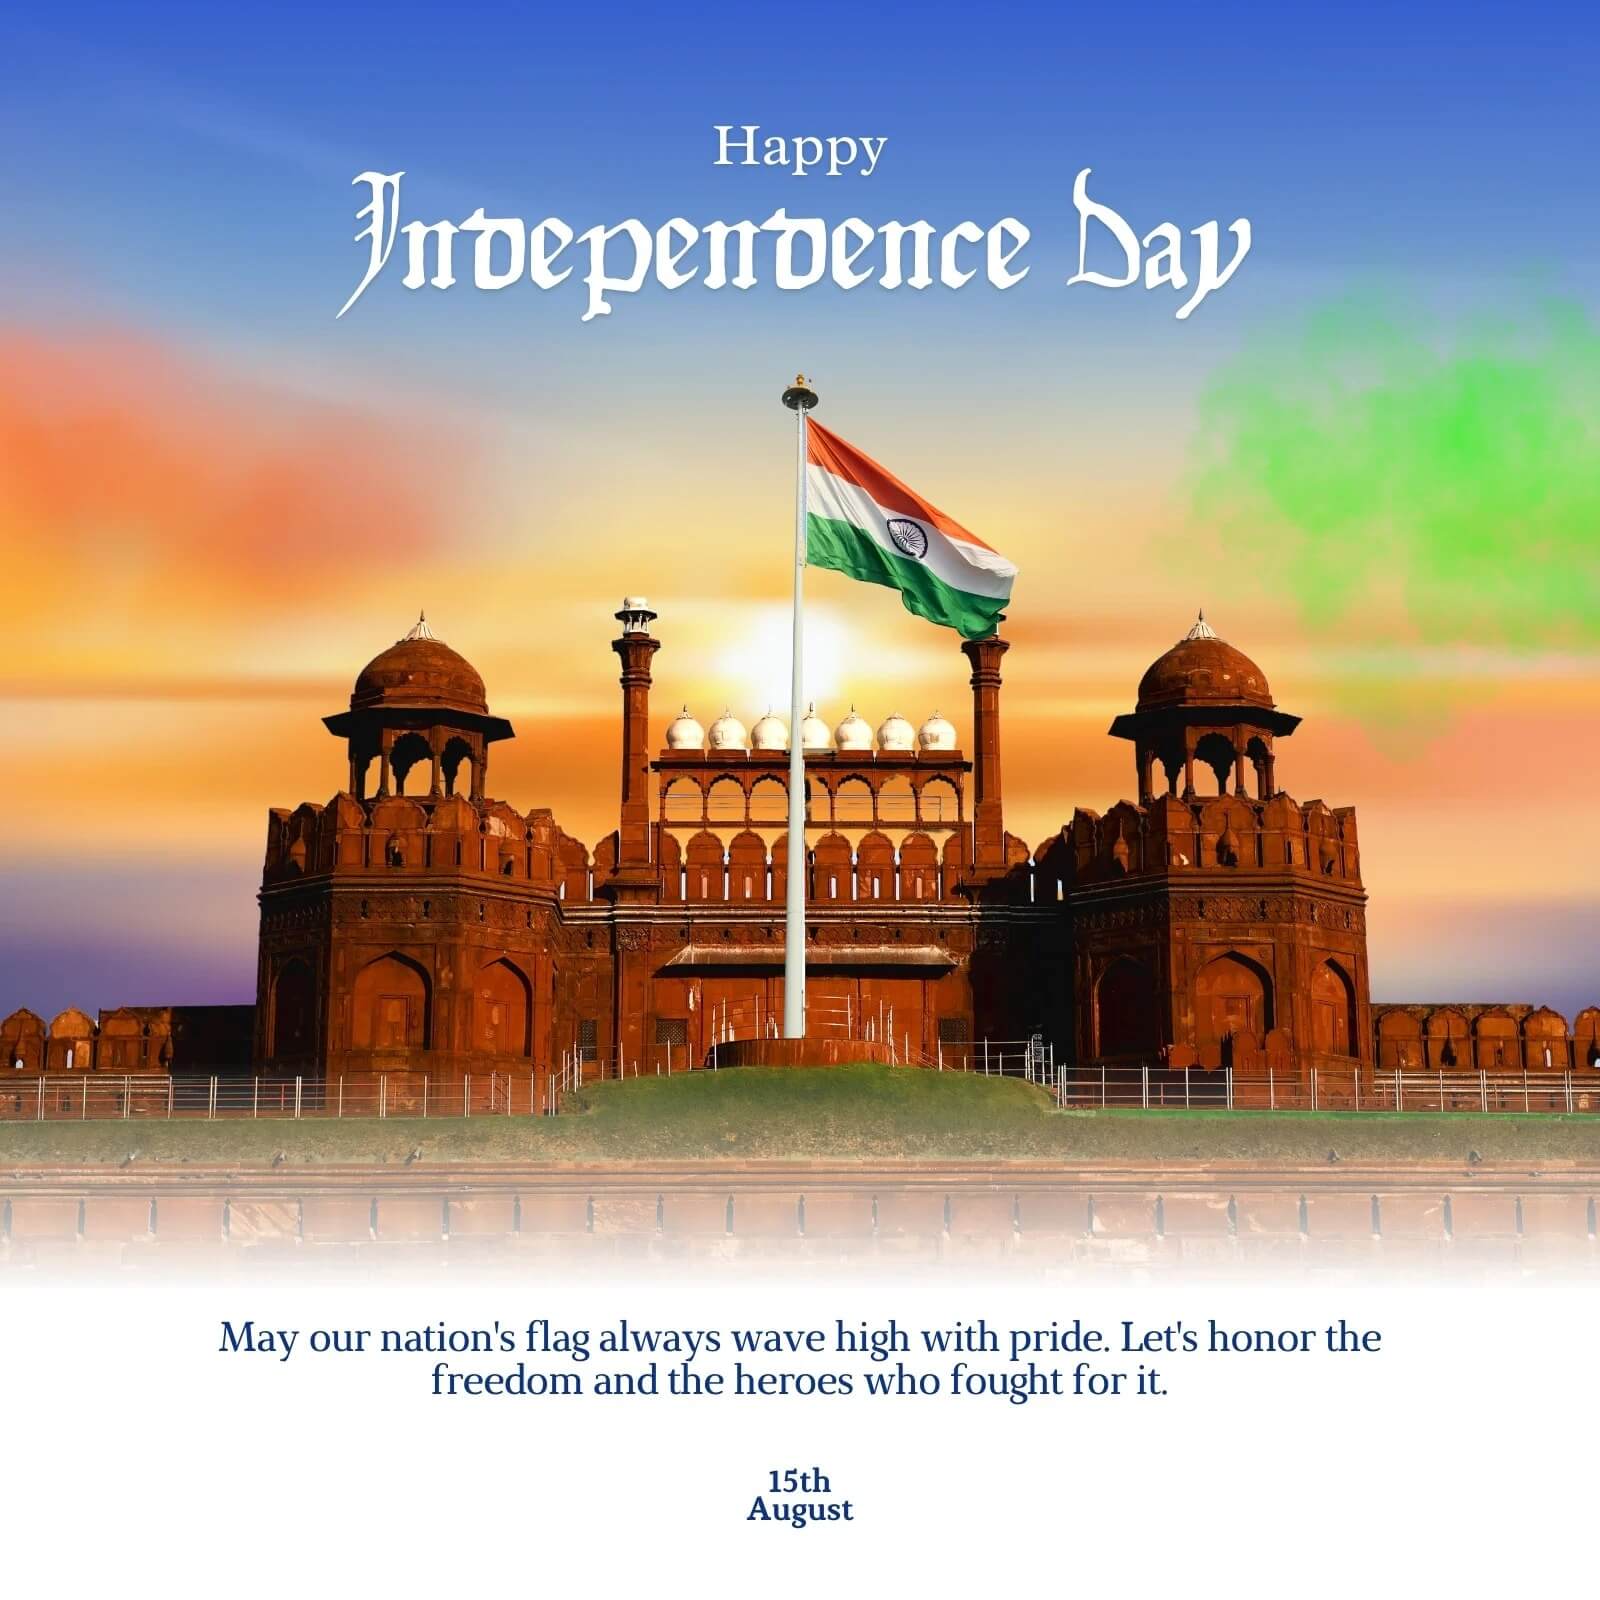 Happy
Independence Day
May our nation's flag always wave high with pride. Let's honor the
freedom and the heroes who fought for it.
15th
August